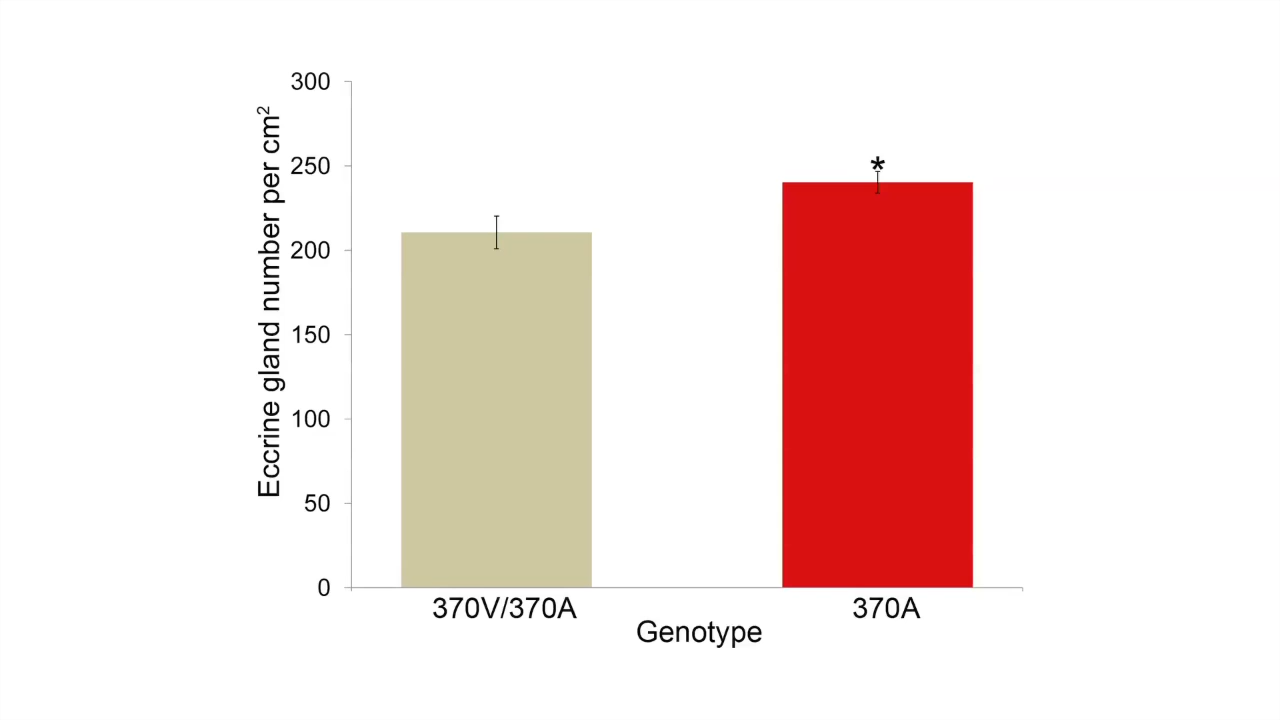 Eccrine gland number per cm²
300
250
200
150
100
50
0
*
370V/370A
370A
Genotype